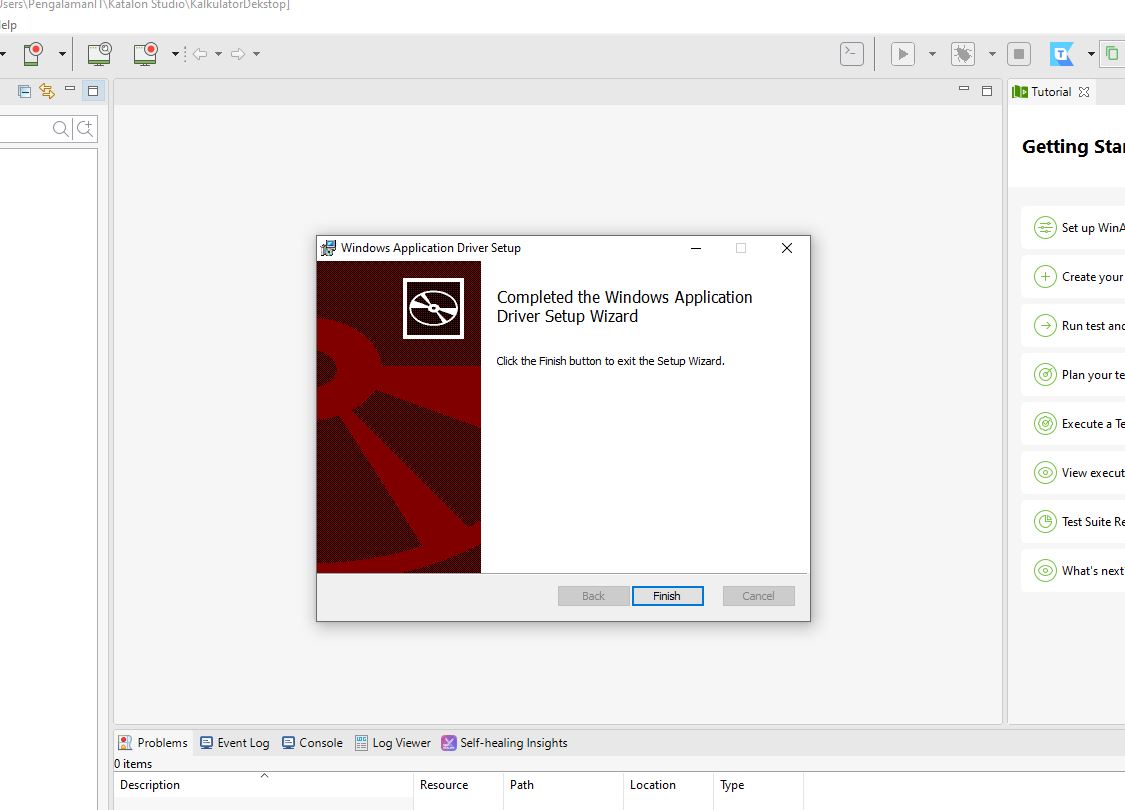 Users\PengalamanIT\Katalon Studio\KalkulatorDekstop]
elp
Tutorial
Getting Star
Set up WinA
Create your
Run test and
Plan your te
Execute a Te
View execut
Test Suite Re
What's next
Windows Application Driver Setup
Completed the Windows Application
Driver Setup Wizard
Click the Finish button to exit the Setup Wizard.
Back Finish Cancel
Problems Event Log Console Log Viewer Self-healing Insights
0 items
Description Resource Path Location Type